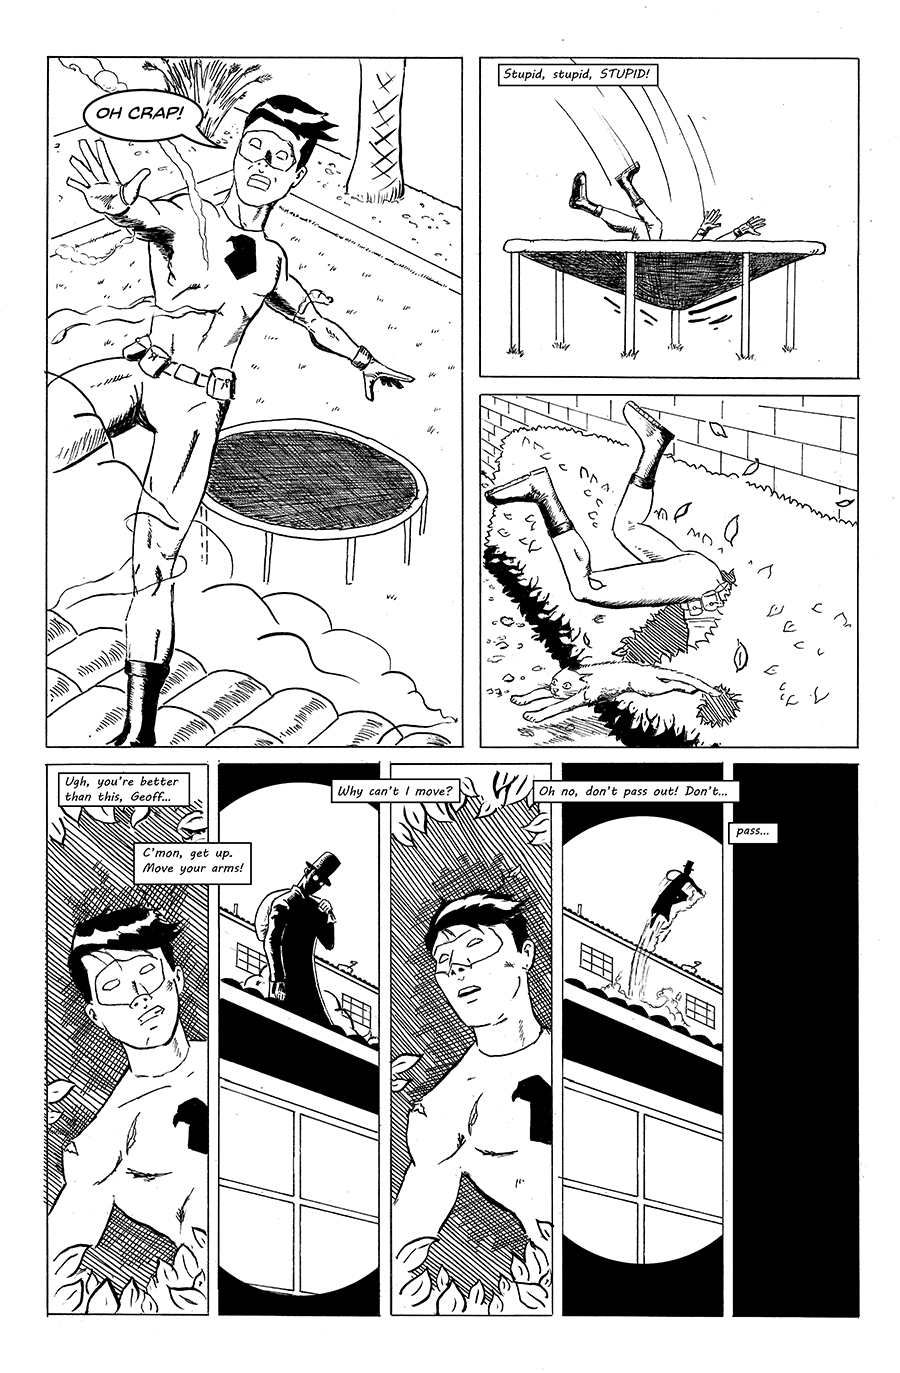 OH CRAP!
Stupid, stupid, STUPID!
Ugh, you're better
than this, Geoff...
C'mon, get up.
Move your arms!
Why can't I move?
Oh no, don't pass out! Don't...
pass...